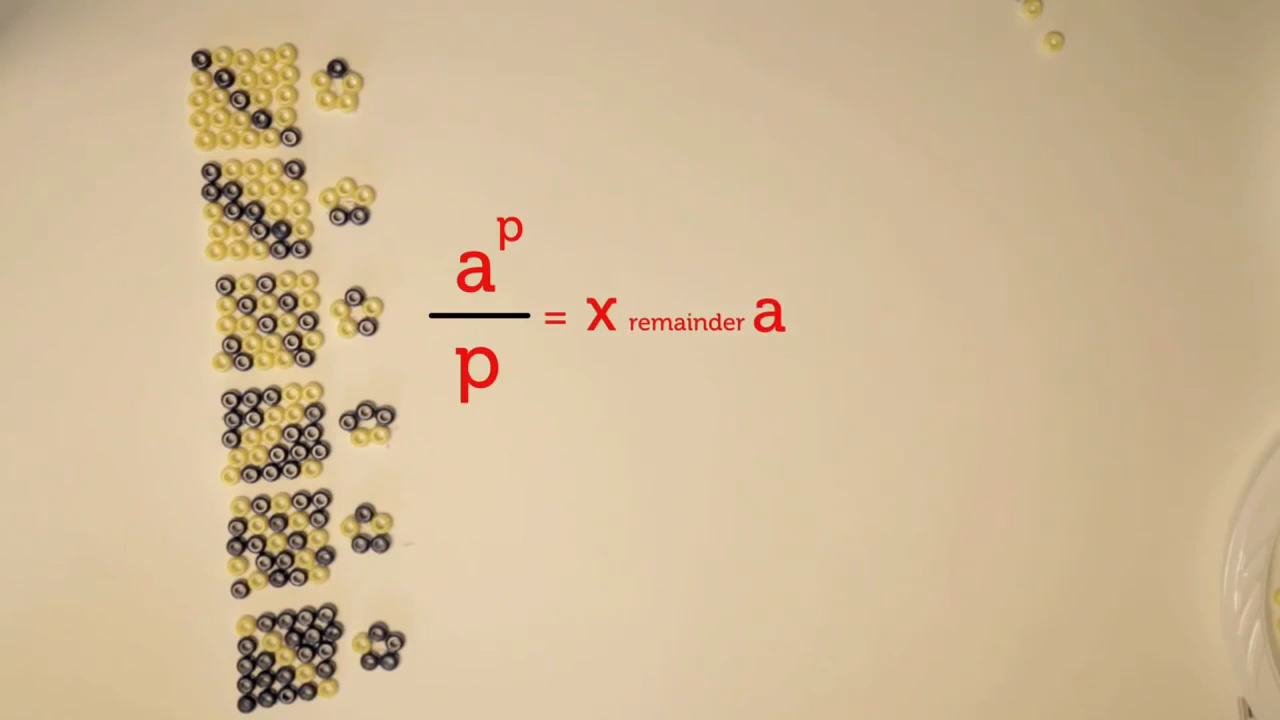 a^p
p
= x remainder a